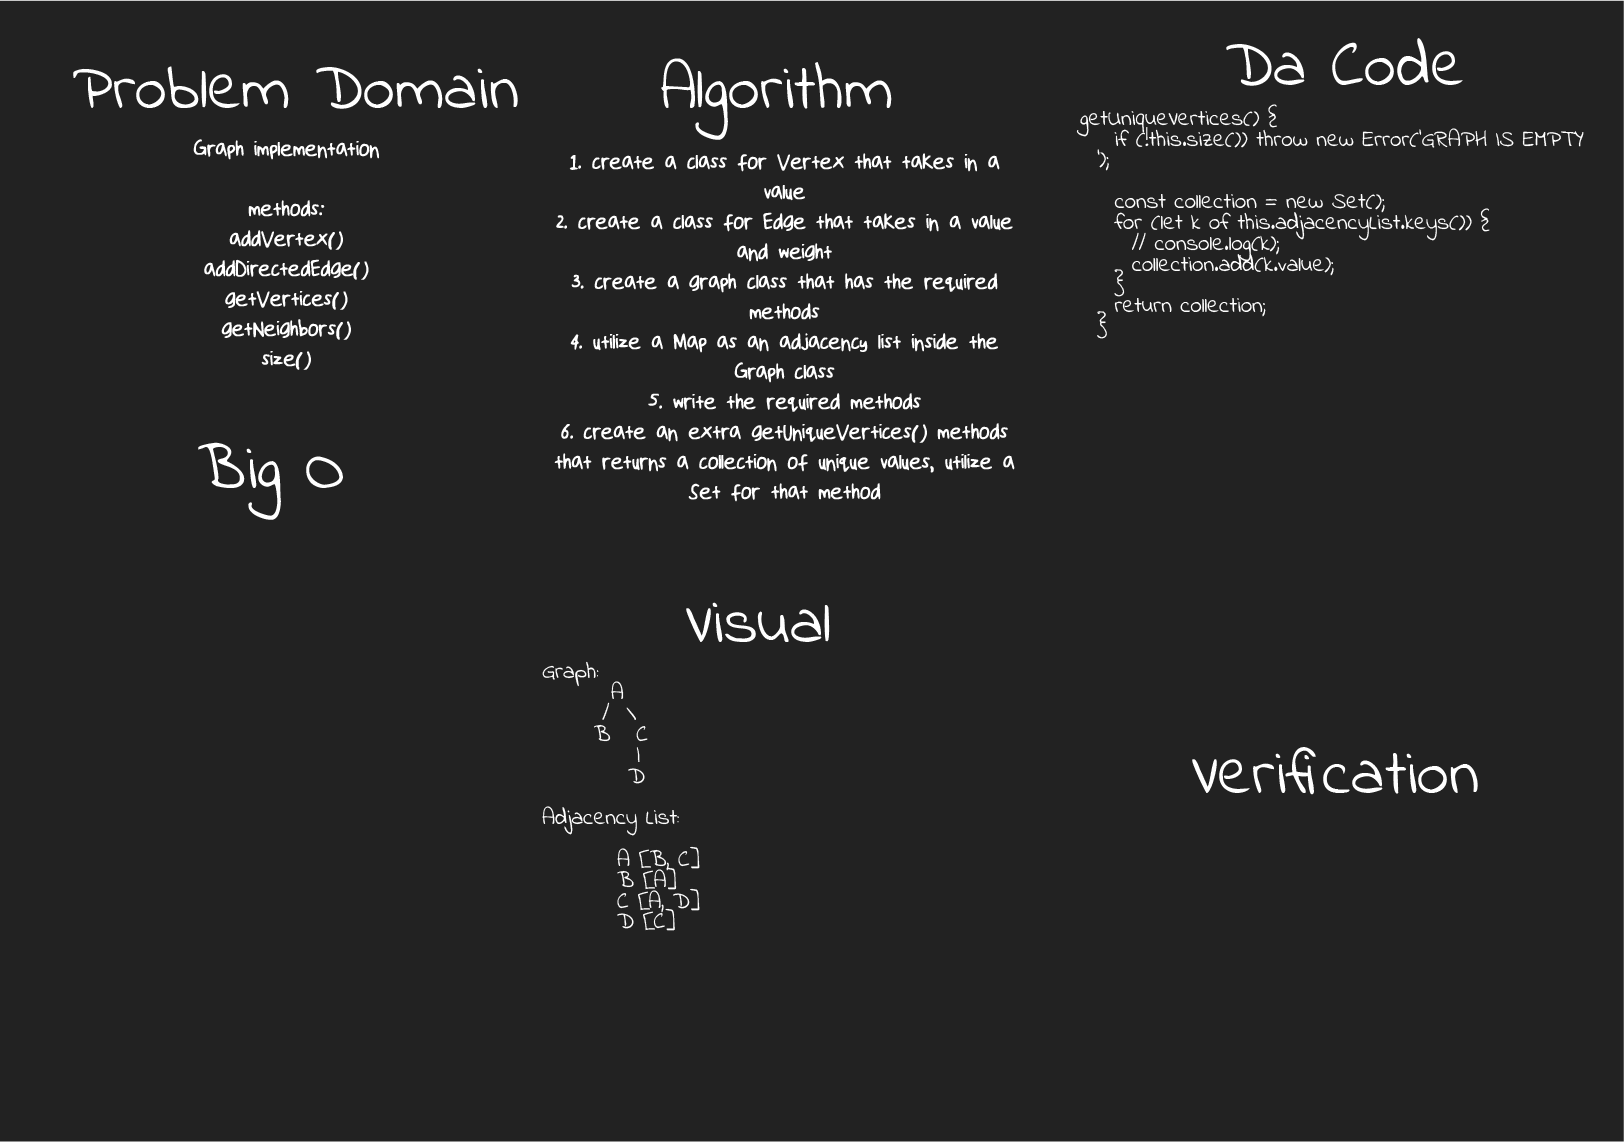 Problem Domain
Graph implementation
methods:
addVertex()
addDirectedEdge()
getVertices()
getNeighbors()
size()
Big O
Algorithm
1. create a class for Vertex that takes in a
value
2. create a class for Edge that takes in a value
and weight
3. create a graph class that has the required
methods
4. utilize a Map as an adjacency list inside the
Graph class
5. write the required methods
6. create an extra getUniqueVertices() methods
that returns a collection of unique values, utilize a
Set for that method
Visual
Graph:
A
B C
D
Adjacency List:
A [B, C]
B [A]
C [A, D]
D [C]
Da Code
getUniqueVertices() {
if (!this.size()) throw new Error('GRAPH IS EMPTY
');
const collection = new Set();
for (let k of this.adjacencyList.keys()) {
// console.log(k);
collection.add(k.value);
}
return collection;
}
Verification